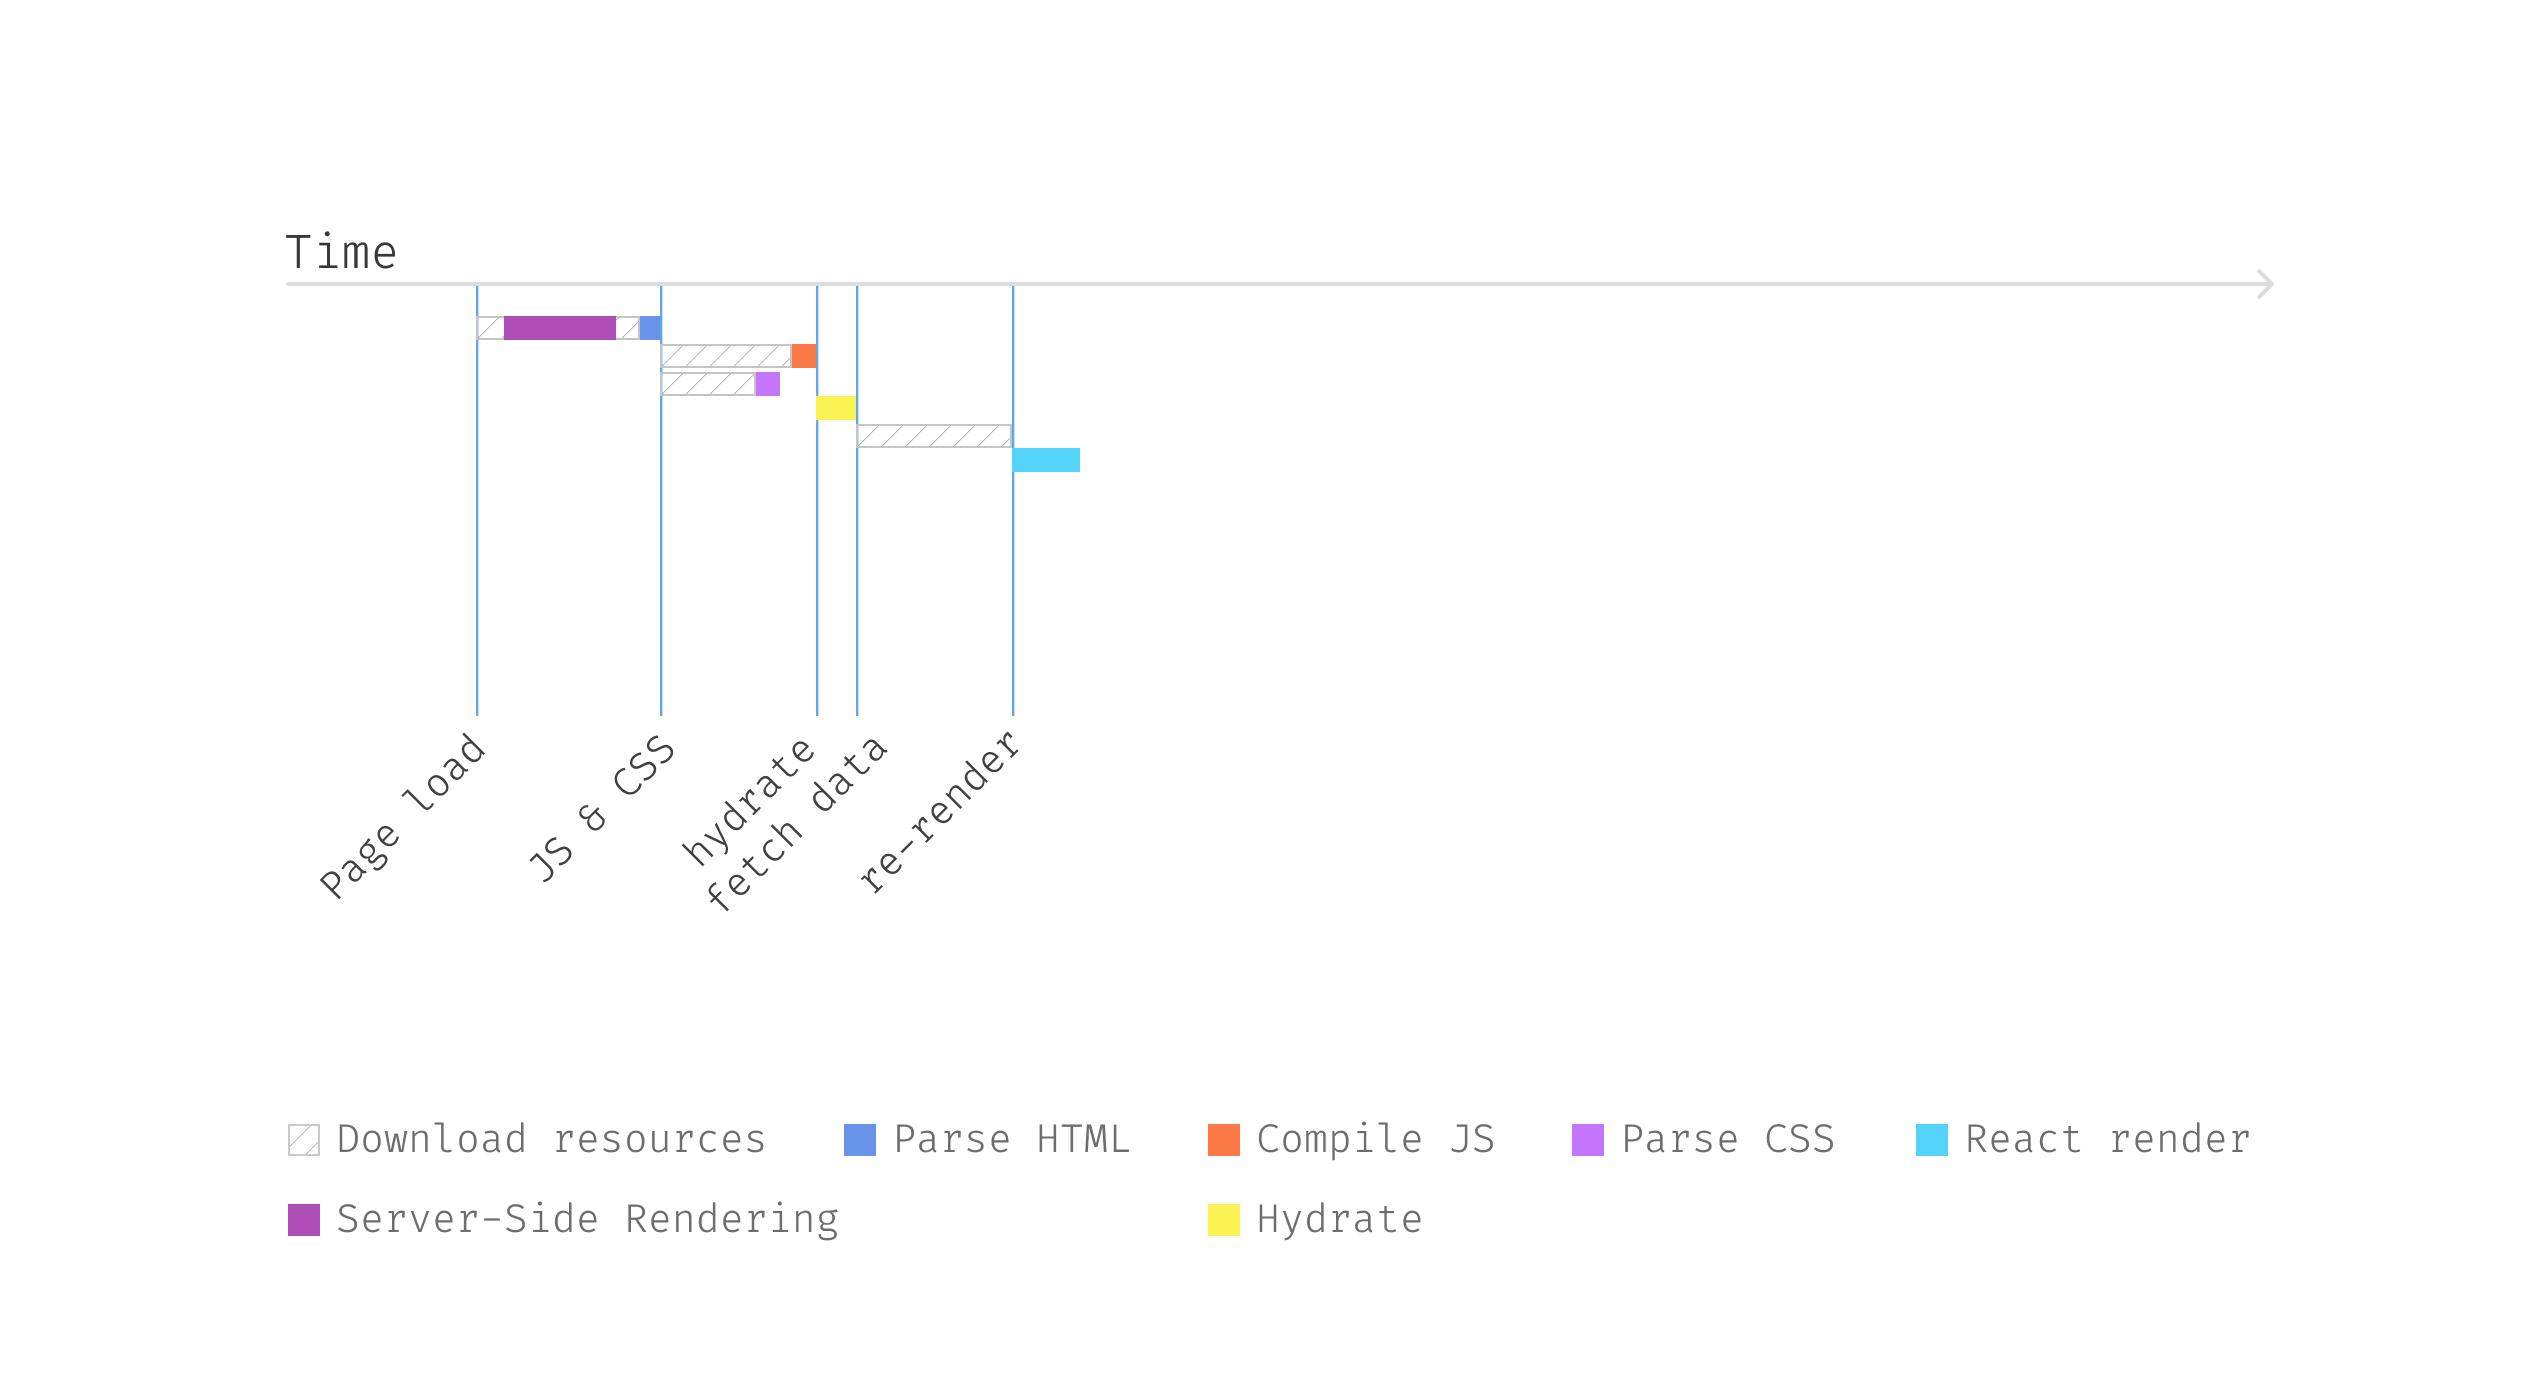 Time
Page load
JS & CSS
hydrate
fetch data
re-render
Download resources
Parse HTML
Compile JS
Parse CSS
React render
Server-Side Rendering
Hydrate